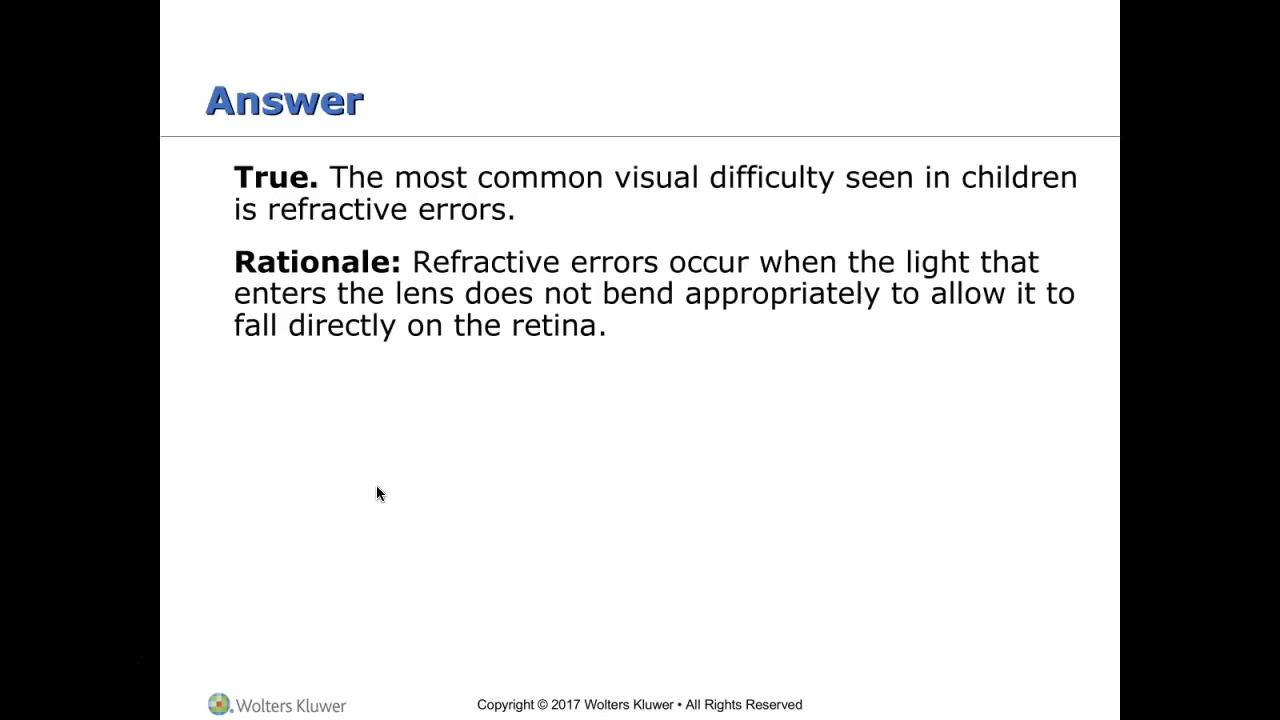 Answer
True. The most common visual difficulty seen in children
is refractive errors.
Rationale: Refractive errors occur when the light that
enters the lens does not bend appropriately to allow it to
fall directly on the retina.
Wolters Kluwer
Copyright © 2017 Wolters Kluwer • All Rights Reserved